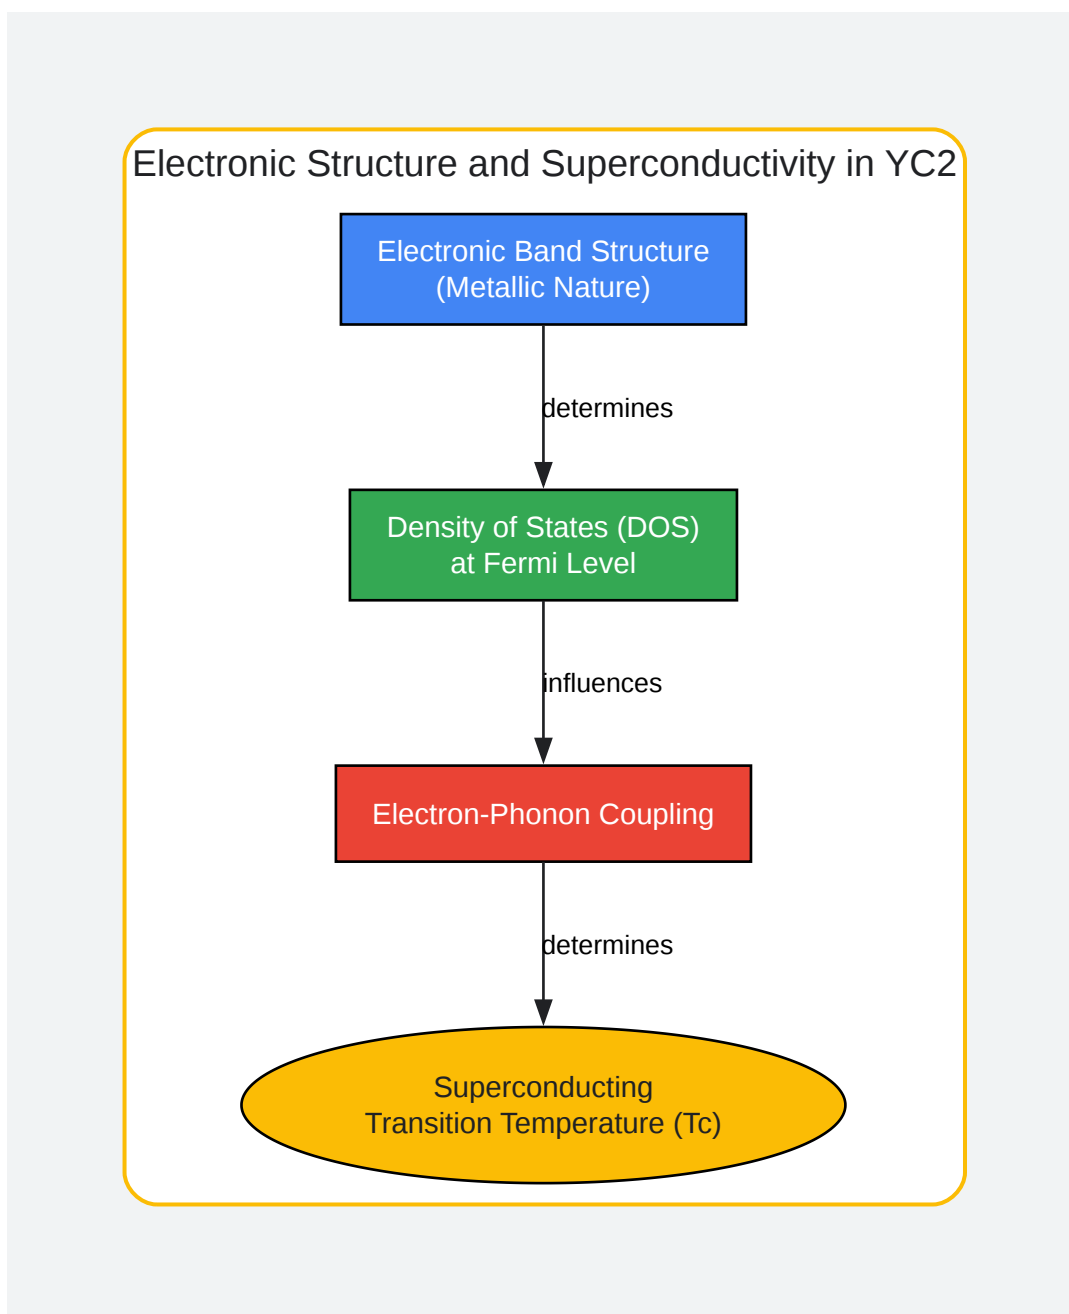 Electronic Structure and Superconductivity in YC2
Electronic Band Structure
(Metallic Nature)
determines
Density of States (DOS)
at Fermi Level
influences
Electron-Phonon Coupling
determines
Superconducting
Transition Temperature (Tc)